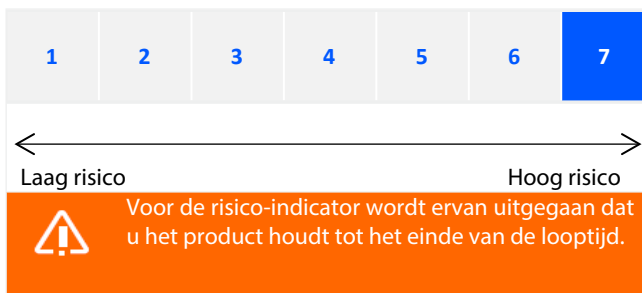 1 2 3 4 5 6 7
Laag risico Hoog risico
Voor de risico-indicator wordt ervan uitgegaan dat
u het product houdt tot het einde van de looptijd.